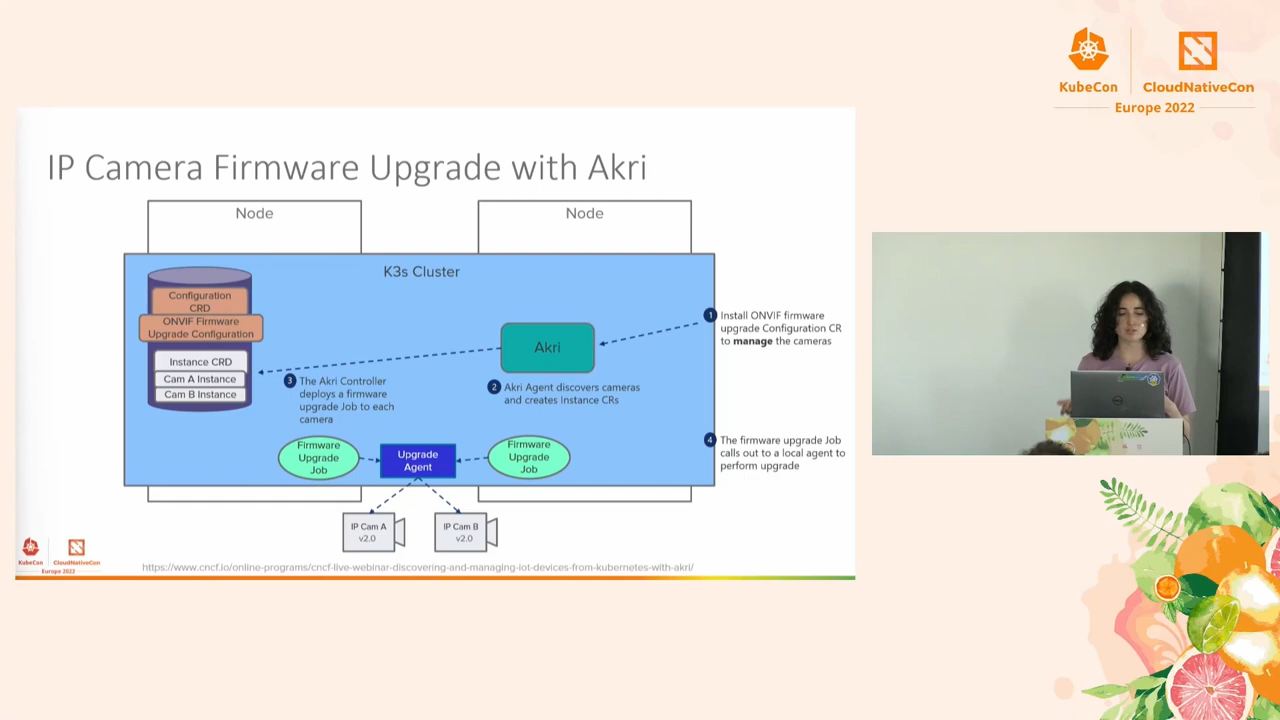 KubeCon
CloudNativeCon
Europe 2022
IP Camera Firmware Upgrade with Akri
Node
Node
K3s Cluster
Configuration
CRD
ONVIF Firmware
Upgrade Configuration
Instance CRD
Cam A Instance
Cam B Instance
Akri
1 Install ONVIF firmware
upgrade Configuration CR
to manage the cameras
2 Akri Agent discovers cameras
and creates Instance CRs
3 The Akri Controller
deploys a firmware
upgrade Job to each
camera
4 The firmware upgrade Job
calls out to a local agent to
perform upgrade
Firmware
Upgrade
Job
Upgrade
Agent
Firmware
Upgrade
Job
IP Cam A
v2.0
IP Cam B
v2.0
KubeCon
CloudNativeCon
Europe 2022
https://www.cncf.io/online-programs/cncf-live-webinar-discovering-and-managing-iot-devices-from-kubernetes-with-akri/
DELL